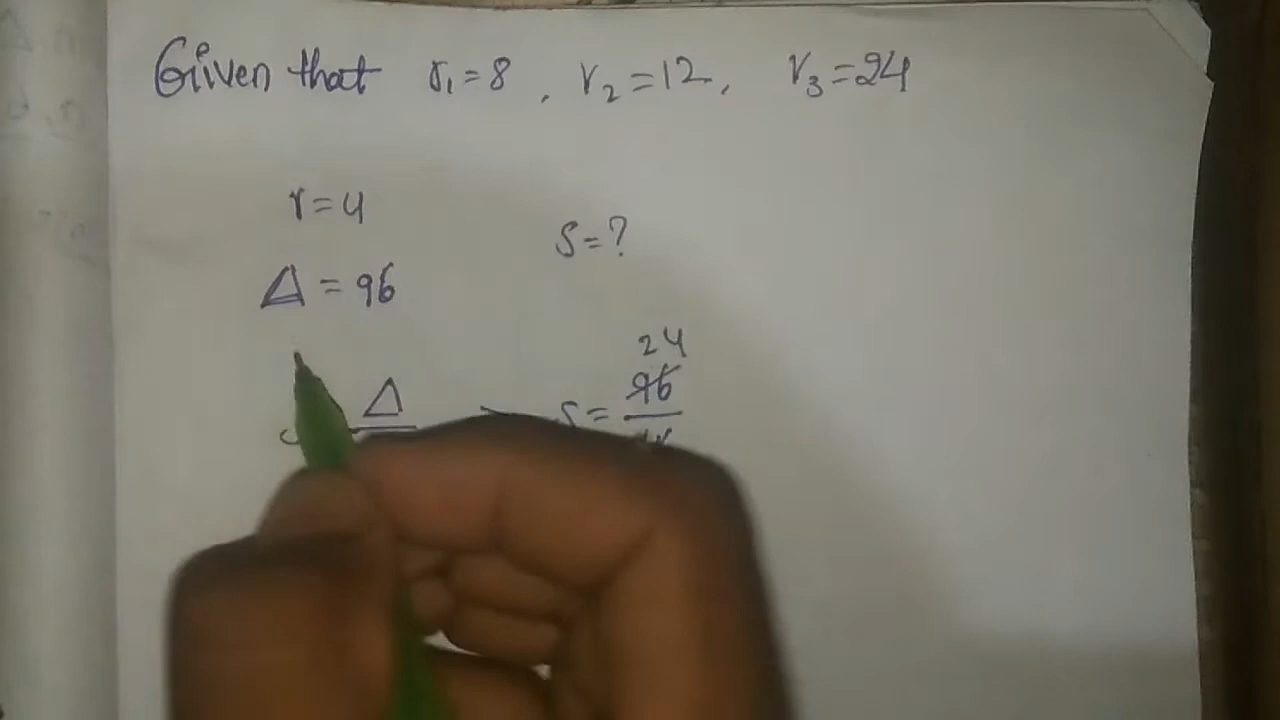 Given that r₁=8, r₂=12, r₃=24
r=4
S=?
Δ=96
24
Δ
S=96